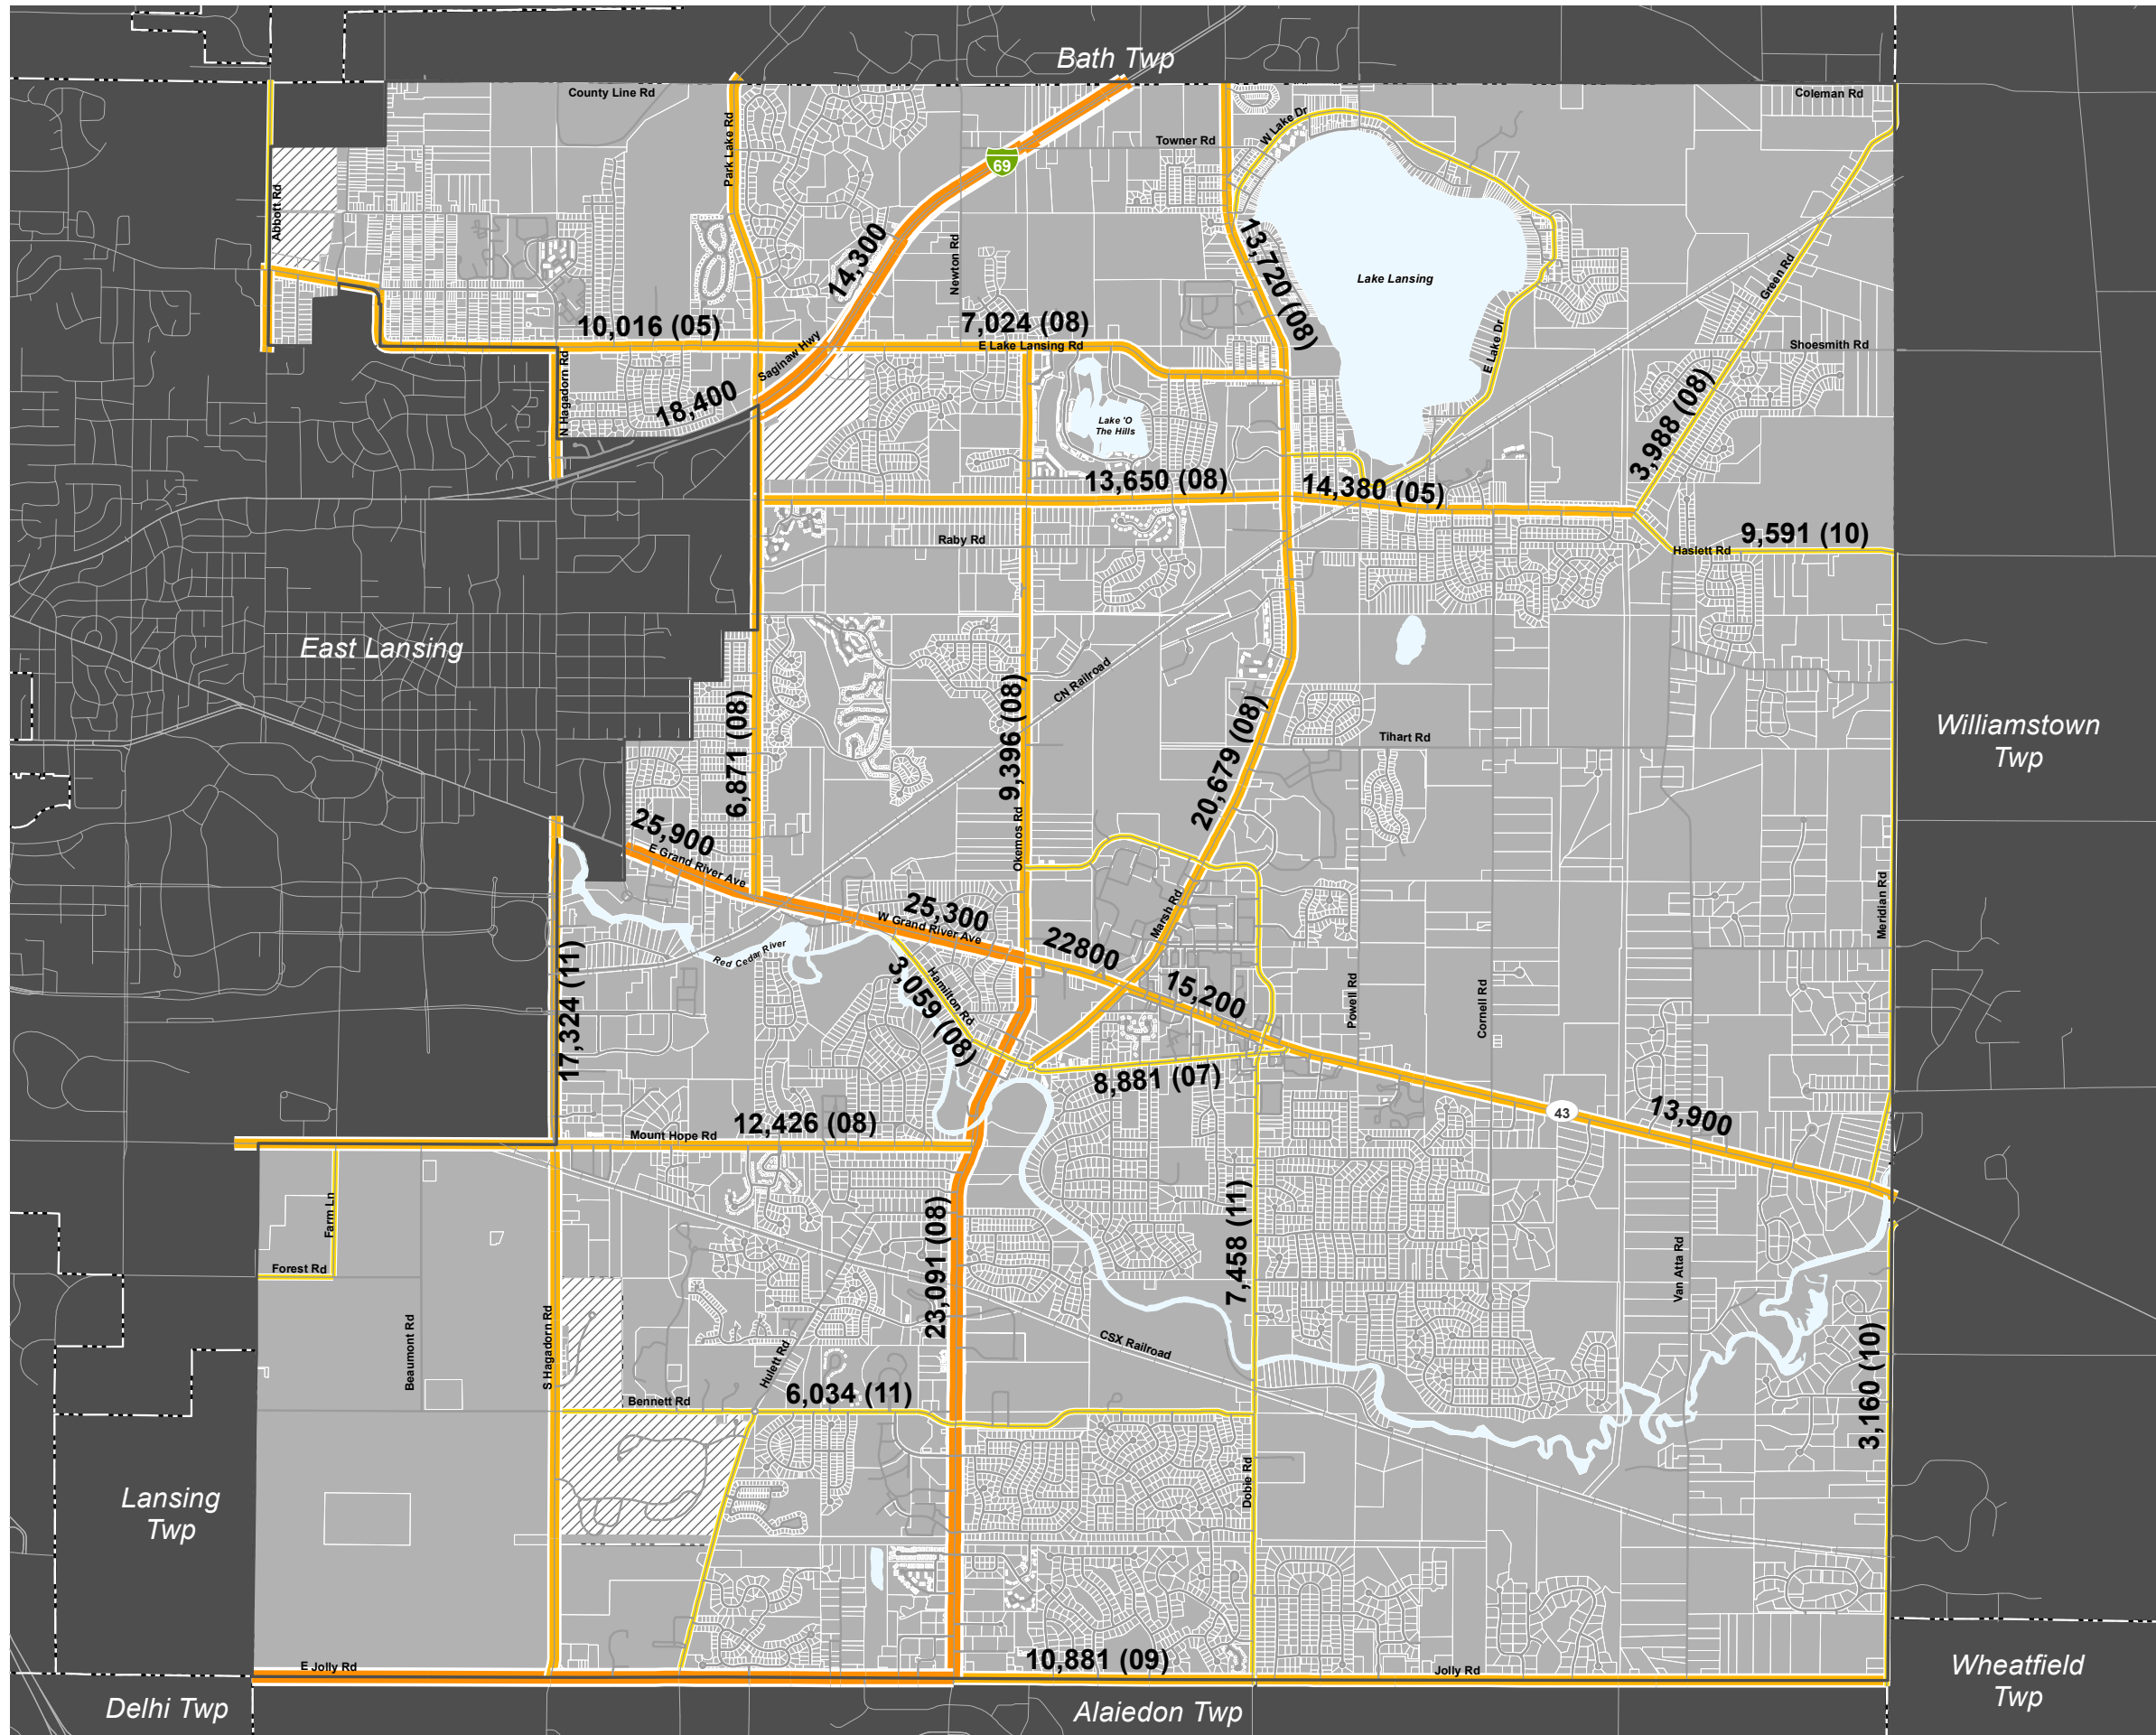 Bath Twp
County Line Rd
Coleman Rd
Park Lake Rd
W Lake Dr
Towner Rd
69
Abbott Rd
14,300
Newton Rd
13,720 (08)
Lake Lansing
Green Rd
10,016 (05)
7,024 (08)
E Lake Lansing Rd
Saginaw Hwy
Shoesmith Rd
E Lake Dr
N Hagadorn Rd
18,400
Lake 'O
The Hills
3,988 (08)
13,650 (08)
14,380 (05)
Raby Rd
9,591 (10)
Haslett Rd
East Lansing
CN Railroad
6,871 (08)
9,396 (08)
20,679 (08)
Tihart Rd
Williamstown
Twp
25,900
E Grand River Ave
Okemos Rd
Marsh Rd
Meridian Rd
25,300
W Grand River Ave
22800
Red Cedar River
15,200
17,324 (11)
3,059 (08)
Hamilton Rd
Powell Rd
Cornell Rd
8,881 (07)
43
13,900
12,426 (08)
Mount Hope Rd
Farm Ln
Forest Rd
23,091 (08)
7,458 (11)
Van Atta Rd
Beaumont Rd
S Hagadorn Rd
CSX Railroad
Hulett Rd
3,160 (10)
6,034 (11)
Bennett Rd
Lansing
Twp
Dobie Rd
E Jolly Rd
10,881 (09)
Jolly Rd
Wheatfield
Twp
Delhi Twp
Alaiedon Twp